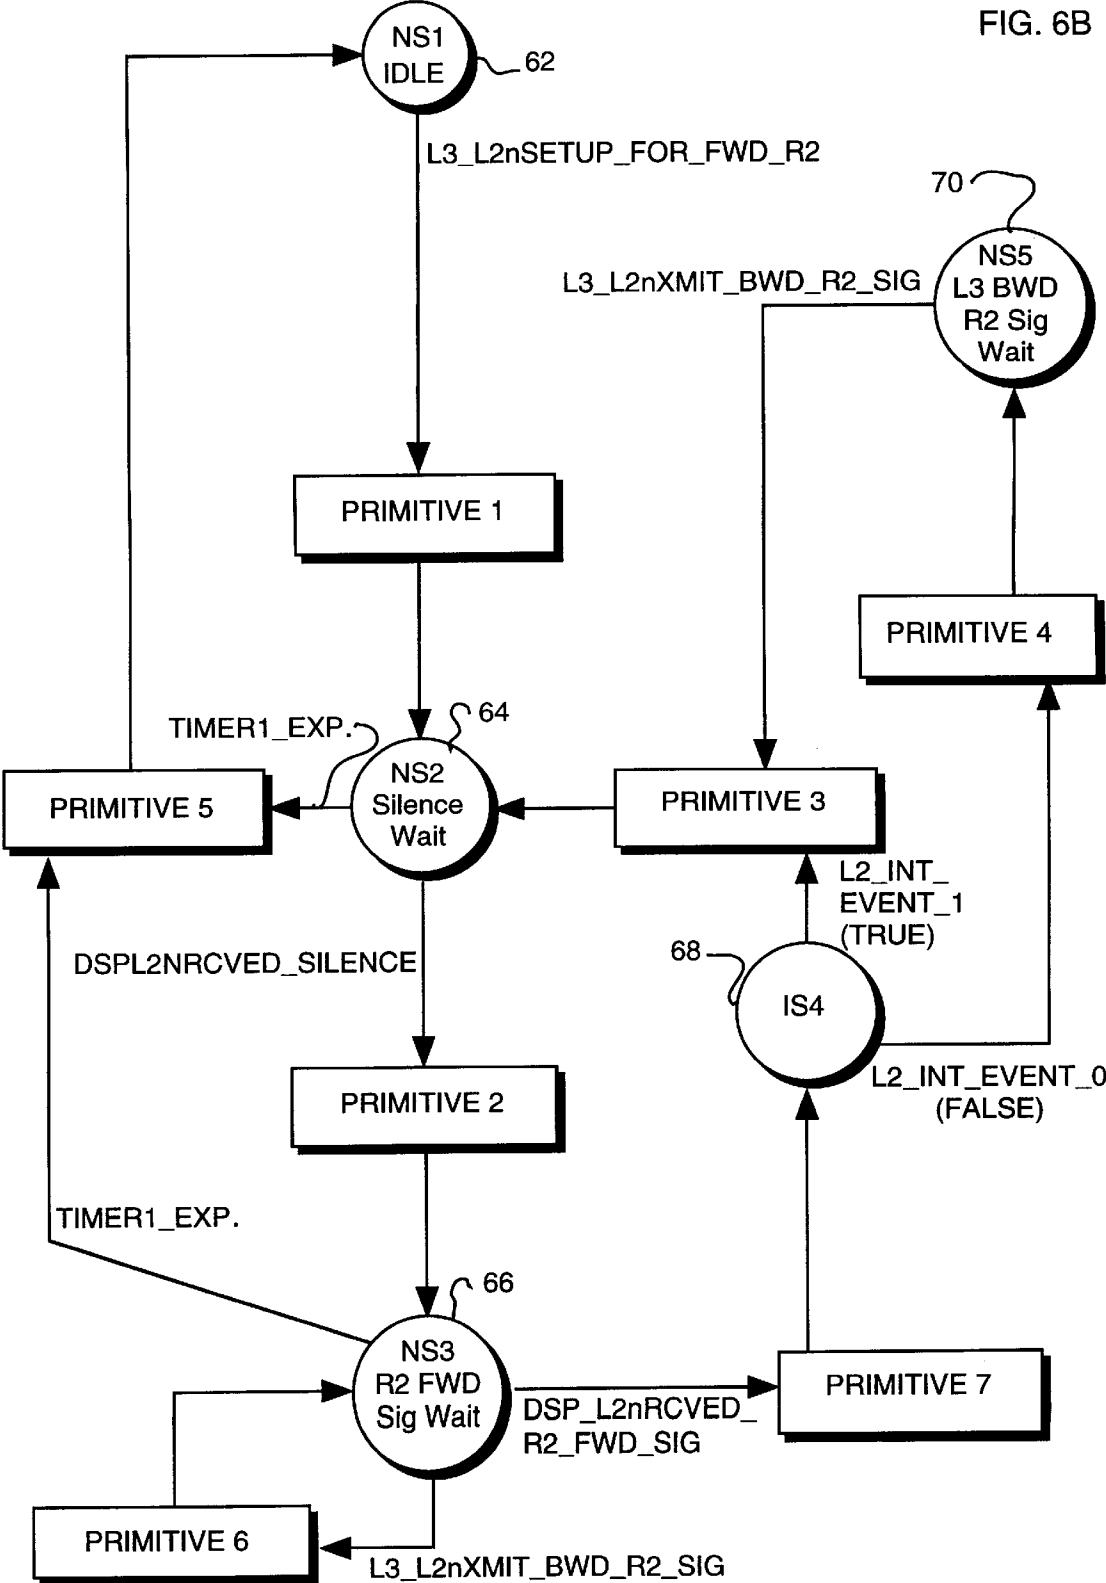 FIG. 6B
NS1
IDLE
62
L3_L2nSETUP_FOR_FWD_R2
70
NS5
L3 BWD
R2 Sig
Wait
L3_L2nXMIT_BWD_R2_SIG
PRIMITIVE 1
PRIMITIVE 4
TIMER1_EXP.
64
NS2
Silence
Wait
PRIMITIVE 5
PRIMITIVE 3
L2_INT_
EVENT_1
(TRUE)
DSPL2NRCVED_SILENCE
68
IS4
L2_INT_EVENT_0
(FALSE)
PRIMITIVE 2
TIMER1_EXP.
66
NS3
R2 FWD
Sig Wait
DSP_L2nRCVED_
R2_FWD_SIG
PRIMITIVE 7
PRIMITIVE 6
L3_L2nXMIT_BWD_R2_SIG